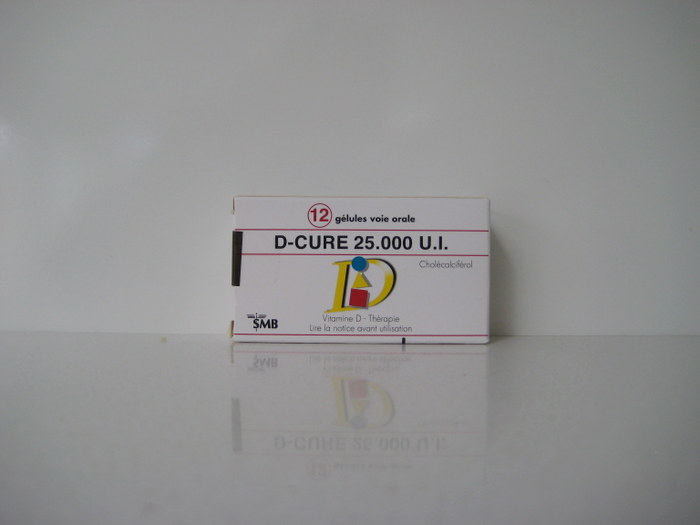 12 gélules voie orale
D-CURE 25.000 U.I.
Cholécalciférol
D
Vitamine D - Thérapie
Lire la notice avant utilisation
SMB